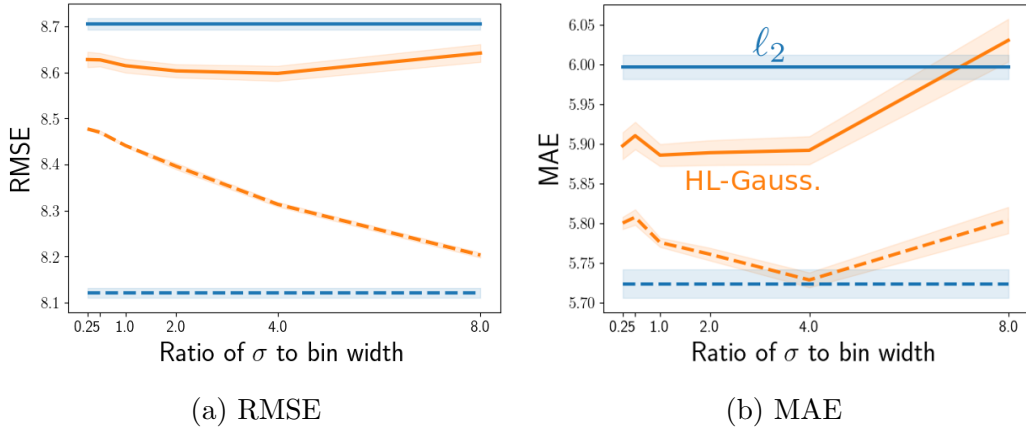 8.7
8.6
8.5
8.4
8.3
8.2
8.1
RMSE
0.25 1.0 2.0 4.0 8.0
Ratio of σ to bin width
(a) RMSE
6.05
6.00
5.95
5.90
5.85
5.80
5.75
5.70
MAE
ℓ₂
HL-Gauss.
0.25 1.0 2.0 4.0 8.0
Ratio of σ to bin width
(b) MAE